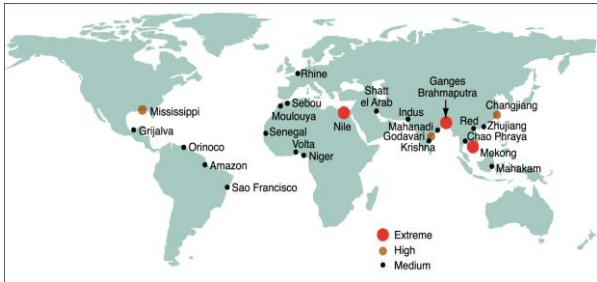 Rhine
Mississippi
Grijalva
Orinoco
Amazon
Sao Francisco
Sebou
Moulouya
Senegal
Volta
Niger
Nile
Shatt
el Arab
Indus
Mahanadi
Godavari
Krishna
Ganges
Brahmaputra
Changjiang
Red
Zhujiang
Chao Phraya
Mekong
Mahakam
Extreme
High
Medium